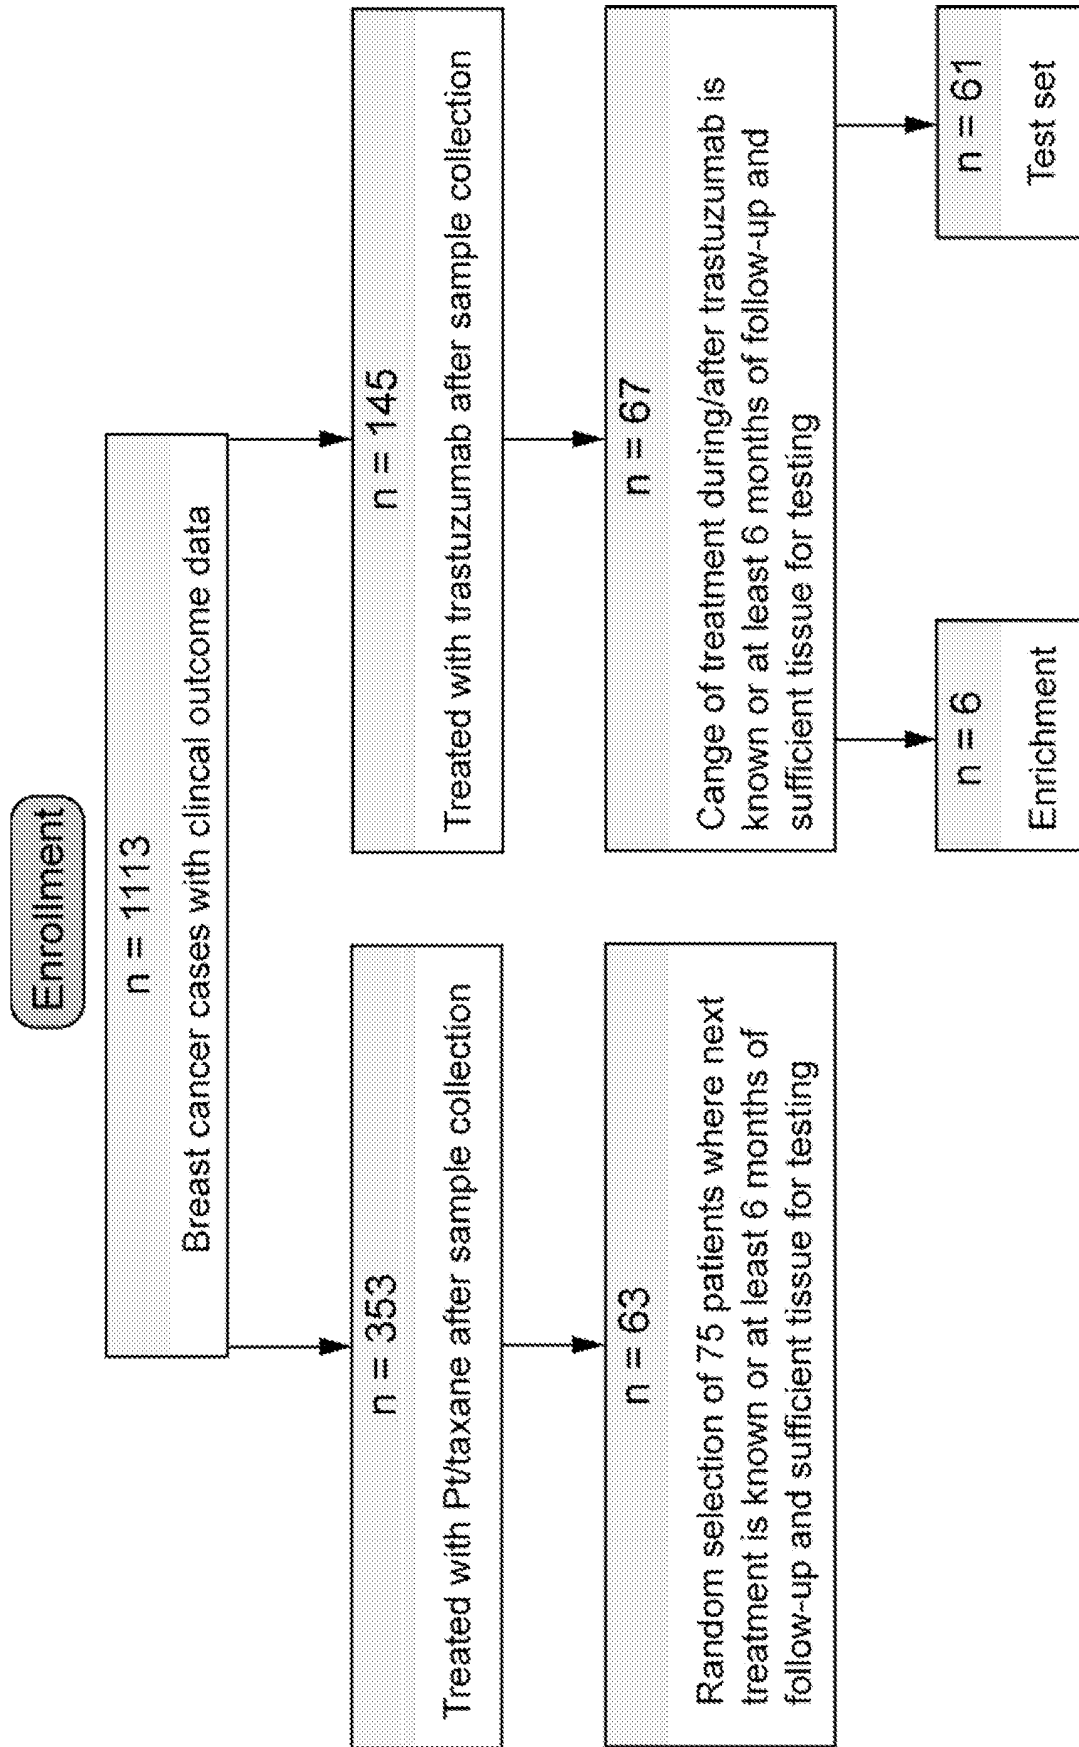 Enrollment
n = 1113
Breast cancer cases with clincal outcome data
n = 353
Treated with Pt/taxane after sample collection
n = 145
Treated with trastuzumab after sample collection
n = 63
Random selection of 75 patients where next
treatment is known or at least 6 months of
follow-up and sufficient tissue for testing
n = 67
Cange of treatment during/after trastuzumab is
known or at least 6 months of follow-up and
sufficient tissue for testing
n = 6
Enrichment
n = 61
Test set